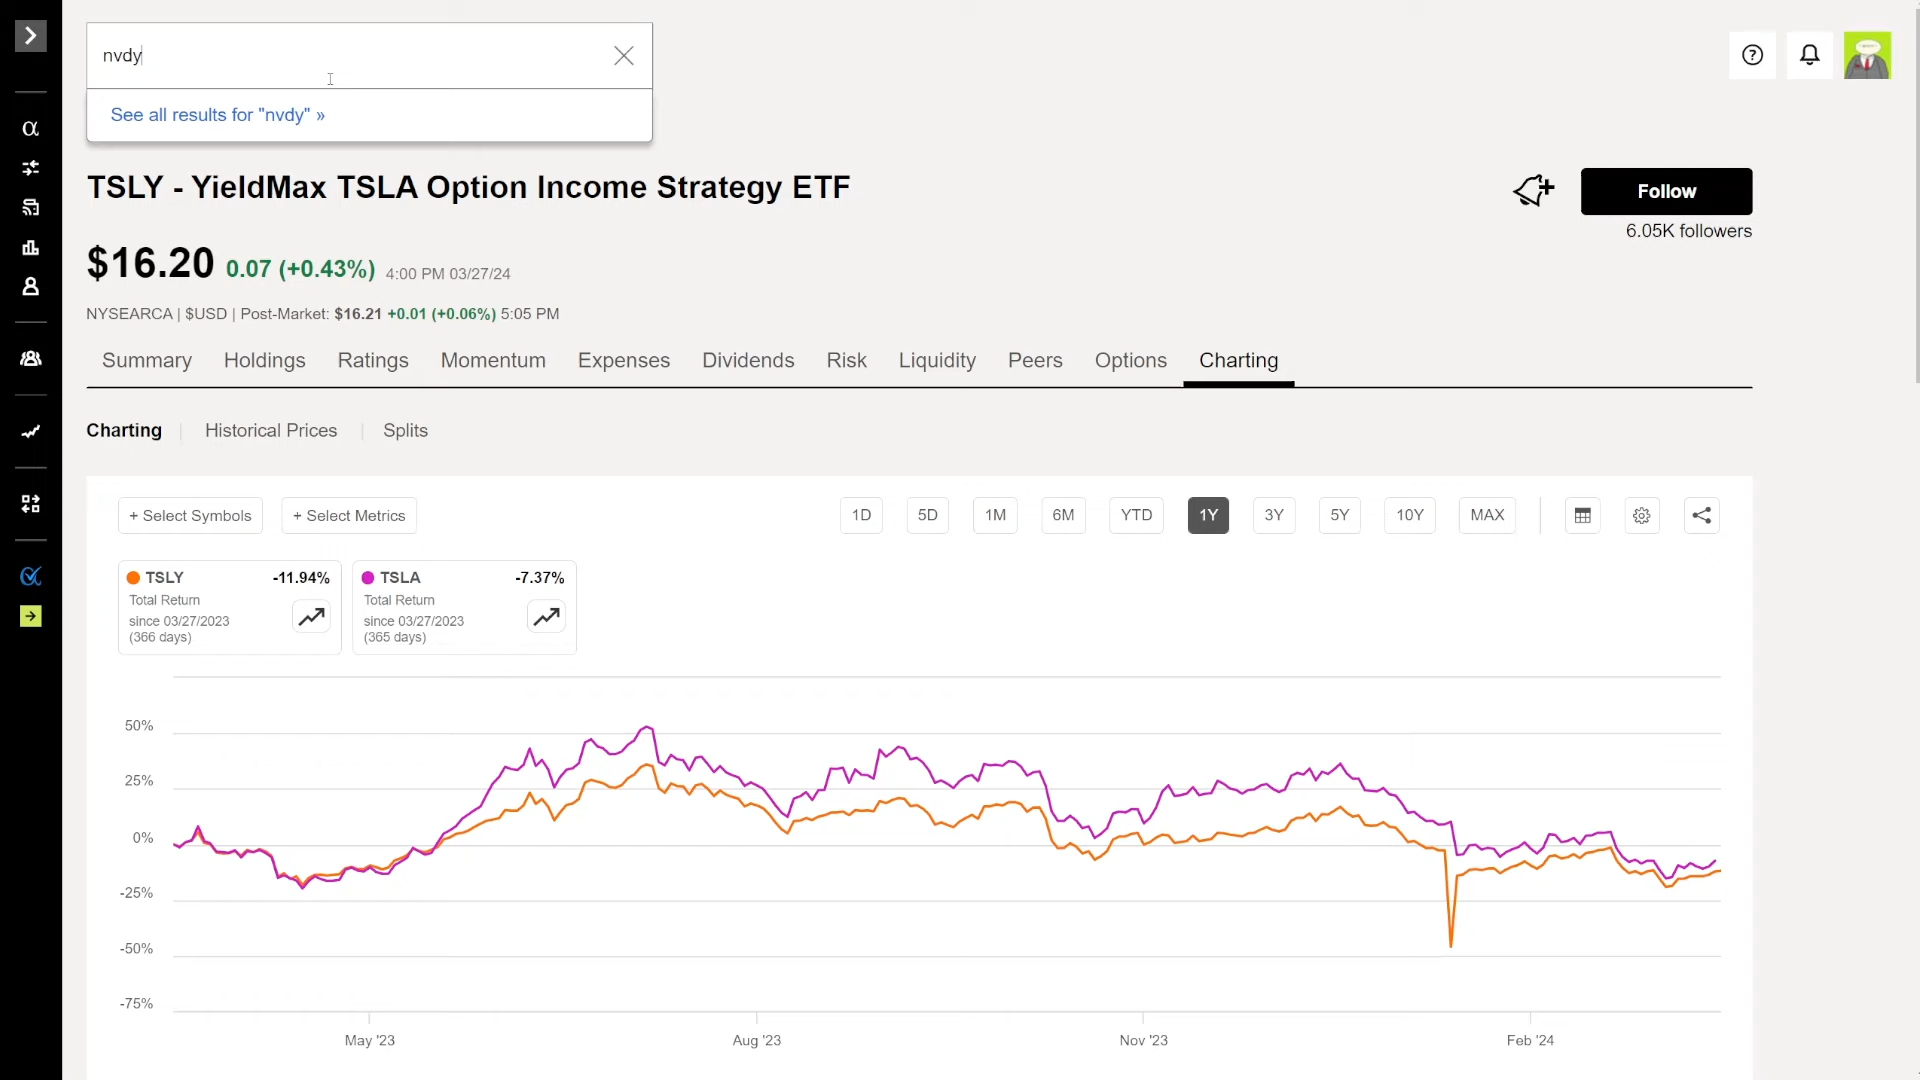 nvdy
See all results for "nvdy" »
TSLY - YieldMax TSLA Option Income Strategy ETF
Follow
6.05K followers
$16.20 0.07 (+0.43%) 4:00 PM 03/27/24
NYSEARCA | $USD | Post-Market: $16.21 +0.01 (+0.06%) 5:05 PM
Summary Holdings Ratings Momentum Expenses Dividends Risk Liquidity Peers Options Charting
Charting | Historical Prices | Splits
+ Select Symbols + Select Metrics 1D 5D 1M 6M YTD 1Y 3Y 5Y 10Y MAX
TSLY -11.94%
Total Return
since 03/27/2023
(366 days)
TSLA -7.37%
Total Return
since 03/27/2023
(365 days)
50%
25%
0%
-25%
-50%
-75%
May '23 Aug '23 Nov '23 Feb '24